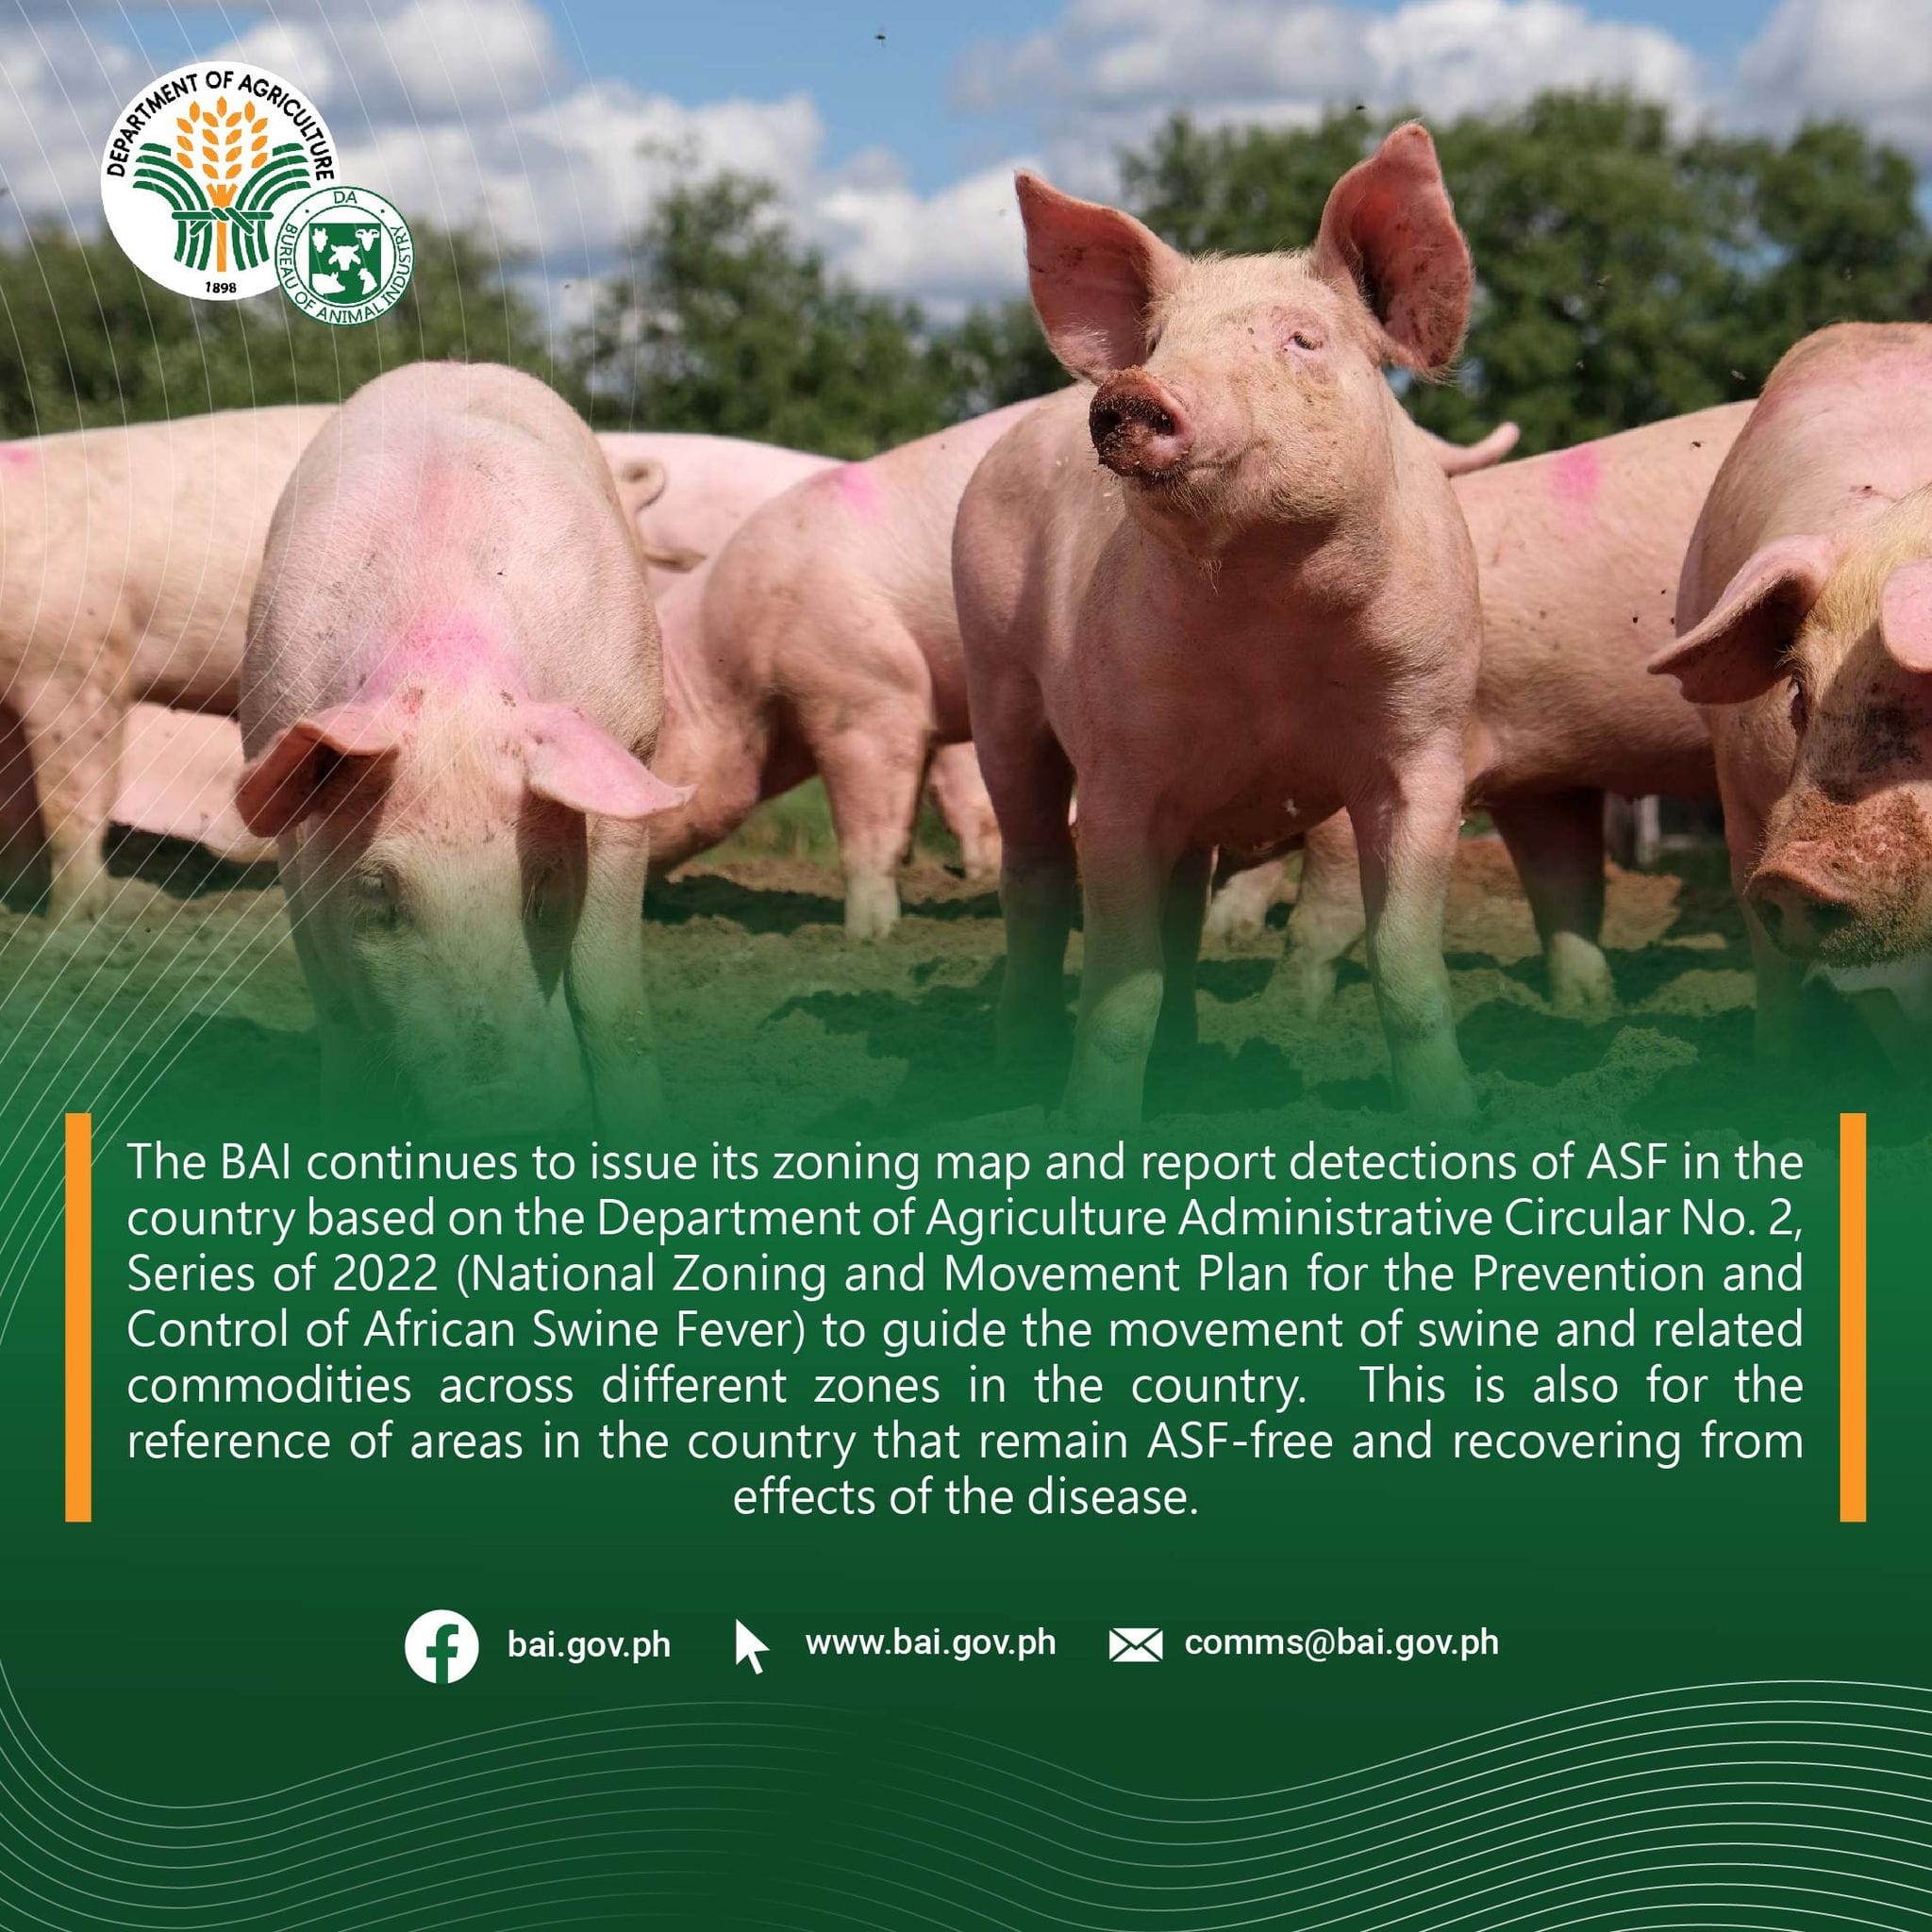 DEPARTMENT OF AGRICULTURE
1898
DA
BUREAU OF ANIMAL INDUSTRY
The BAI continues to issue its zoning map and report detections of ASF in the
country based on the Department of Agriculture Administrative Circular No. 2,
Series of 2022 (National Zoning and Movement Plan for the Prevention and
Control of African Swine Fever) to guide the movement of swine and related
commodities across different zones in the country. This is also for the
reference of areas in the country that remain ASF-free and recovering from
effects of the disease.
bai.gov.ph www.bai.gov.ph comms@bai.gov.ph